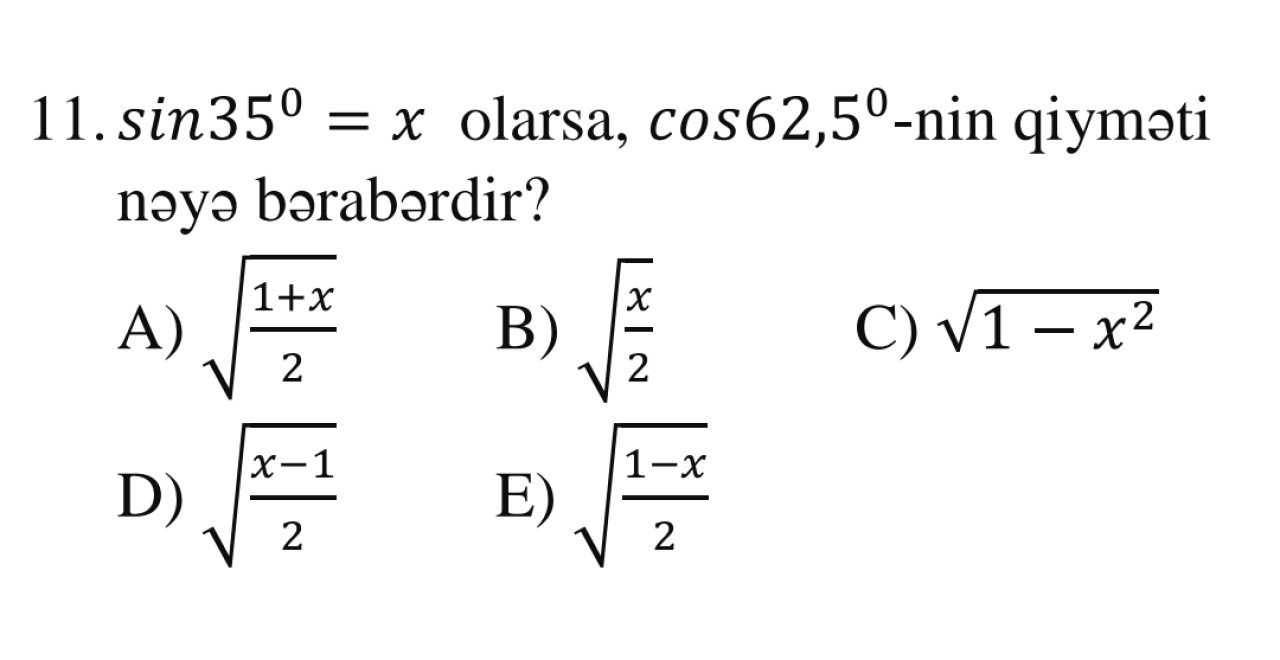 11. sin35⁰ = x olarsa, cos62,5⁰-nin qiyməti
nəyə bərabərdir?
A) √((1+x)/2) B) √(x/2) C) √(1 − x²)
D) √((x−1)/2) E) √((1−x)/2)